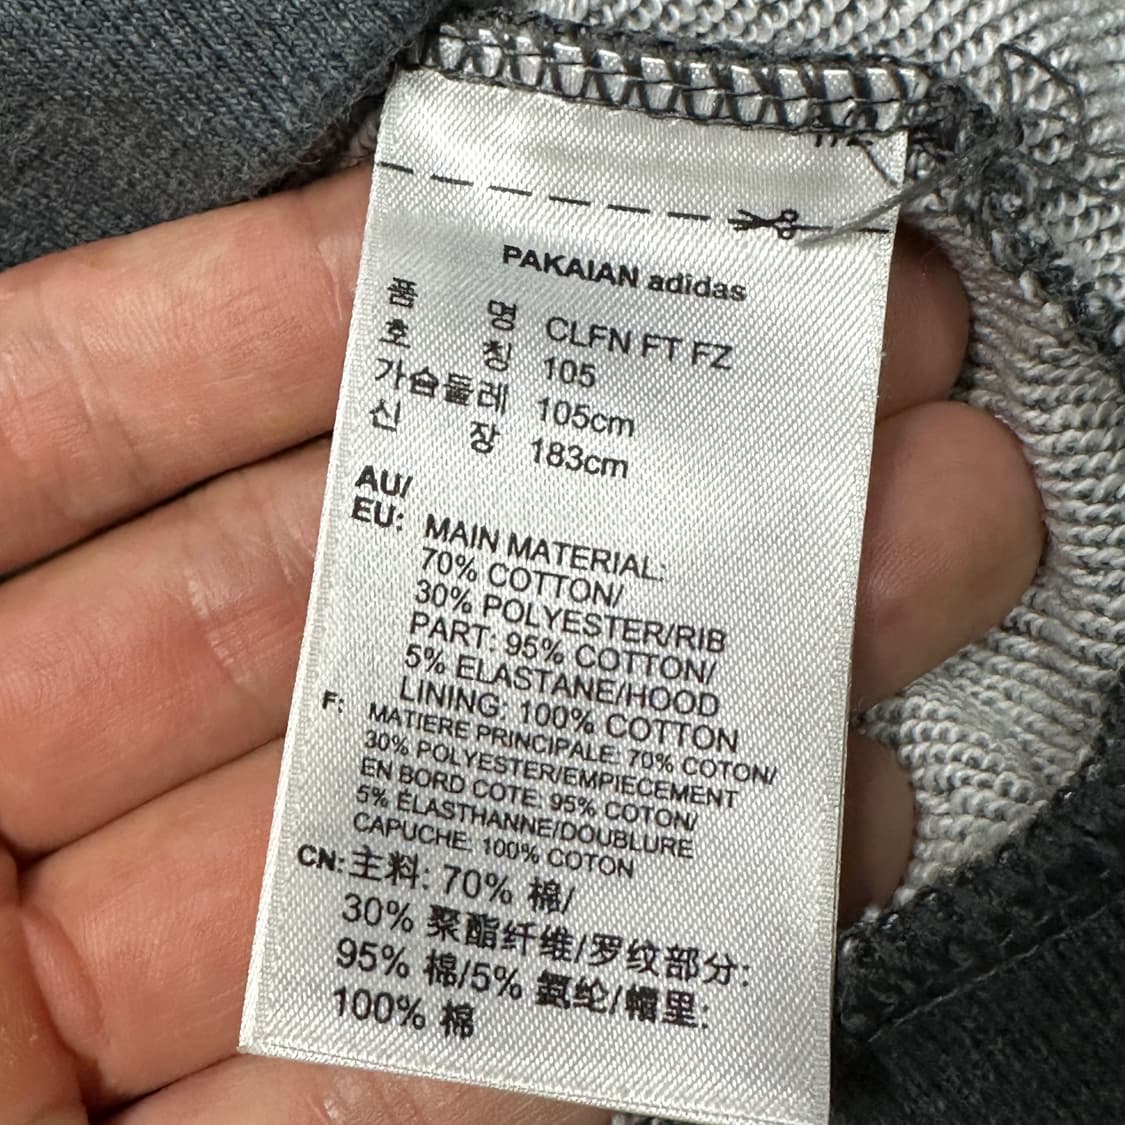 PAKAIAN adidas
품 명 CLFN FT FZ
호 칭 105
가슴둘레 105cm
신 장 183cm
AU/
EU: MAIN MATERIAL:
70% COTTON/
30% POLYESTER/RIB
PART: 95% COTTON/
5% ELASTANE/HOOD
LINING: 100% COTTON
F: MATIERE PRINCIPALE: 70% COTON/
30% POLYESTER/EMPIECEMENT
EN BORD COTE: 95% COTON/
5% ÉLASTHANNE/DOUBLURE
CAPUCHE: 100% COTON
CN: 主料: 70% 棉/
30% 聚酯纤维/罗纹部分:
95% 棉/5% 氨纶/帽里:
100% 棉